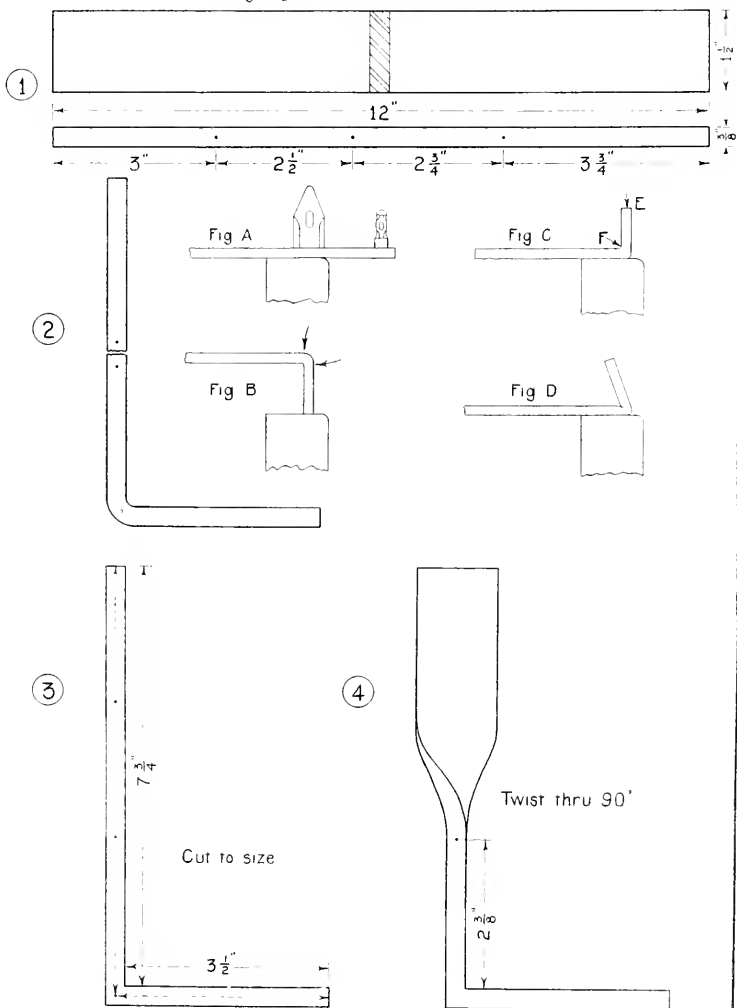 1
1 1/2"
12"
3/8"
3" 2 1/2" 2 3/4" 3 3/4"
2
Fig A
Fig C
E
F
Fig B
Fig D
3
7 3/4"
Cut to size
3 1/2"
4
Twist thru 90°
2 3/8"